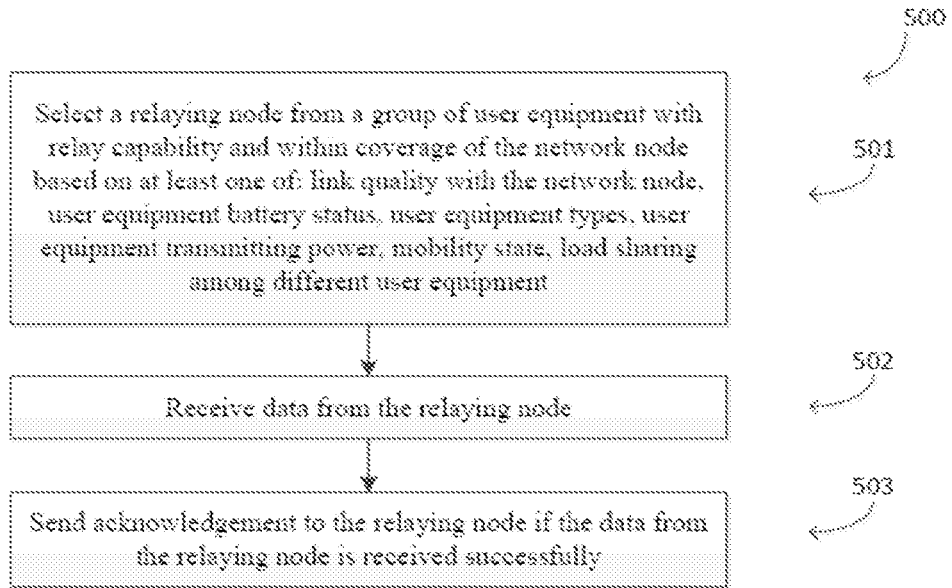 500
Select a relaying node from a group of user equipment with
relay capability and within coverage of the network node
based on at least one of: link quality with the network node,
user equipment battery status, user equipment types, user
equipment transmitting power, mobility state, load sharing
among different user equipment
501
Receive data from the relaying node
502
Send acknowledgement to the relaying node if the data from
the relaying node is received successfully
503